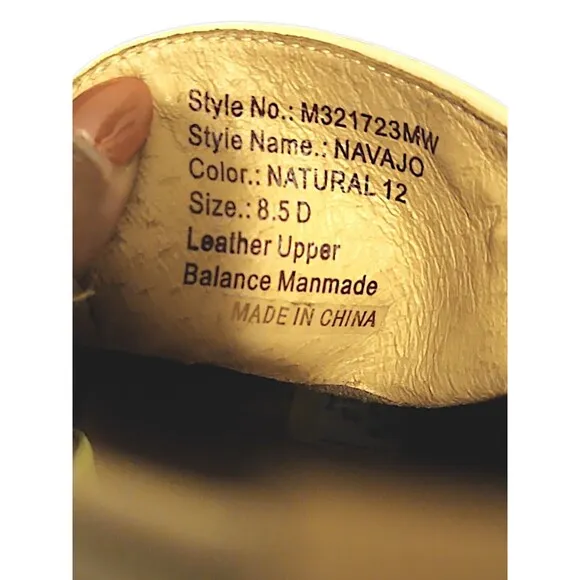 Style No.: M321723MW
Style Name.: NAVAJO
Color.: NATURAL 12
Size.: 8.5 D
Leather Upper
Balance Manmade
MADE IN CHINA